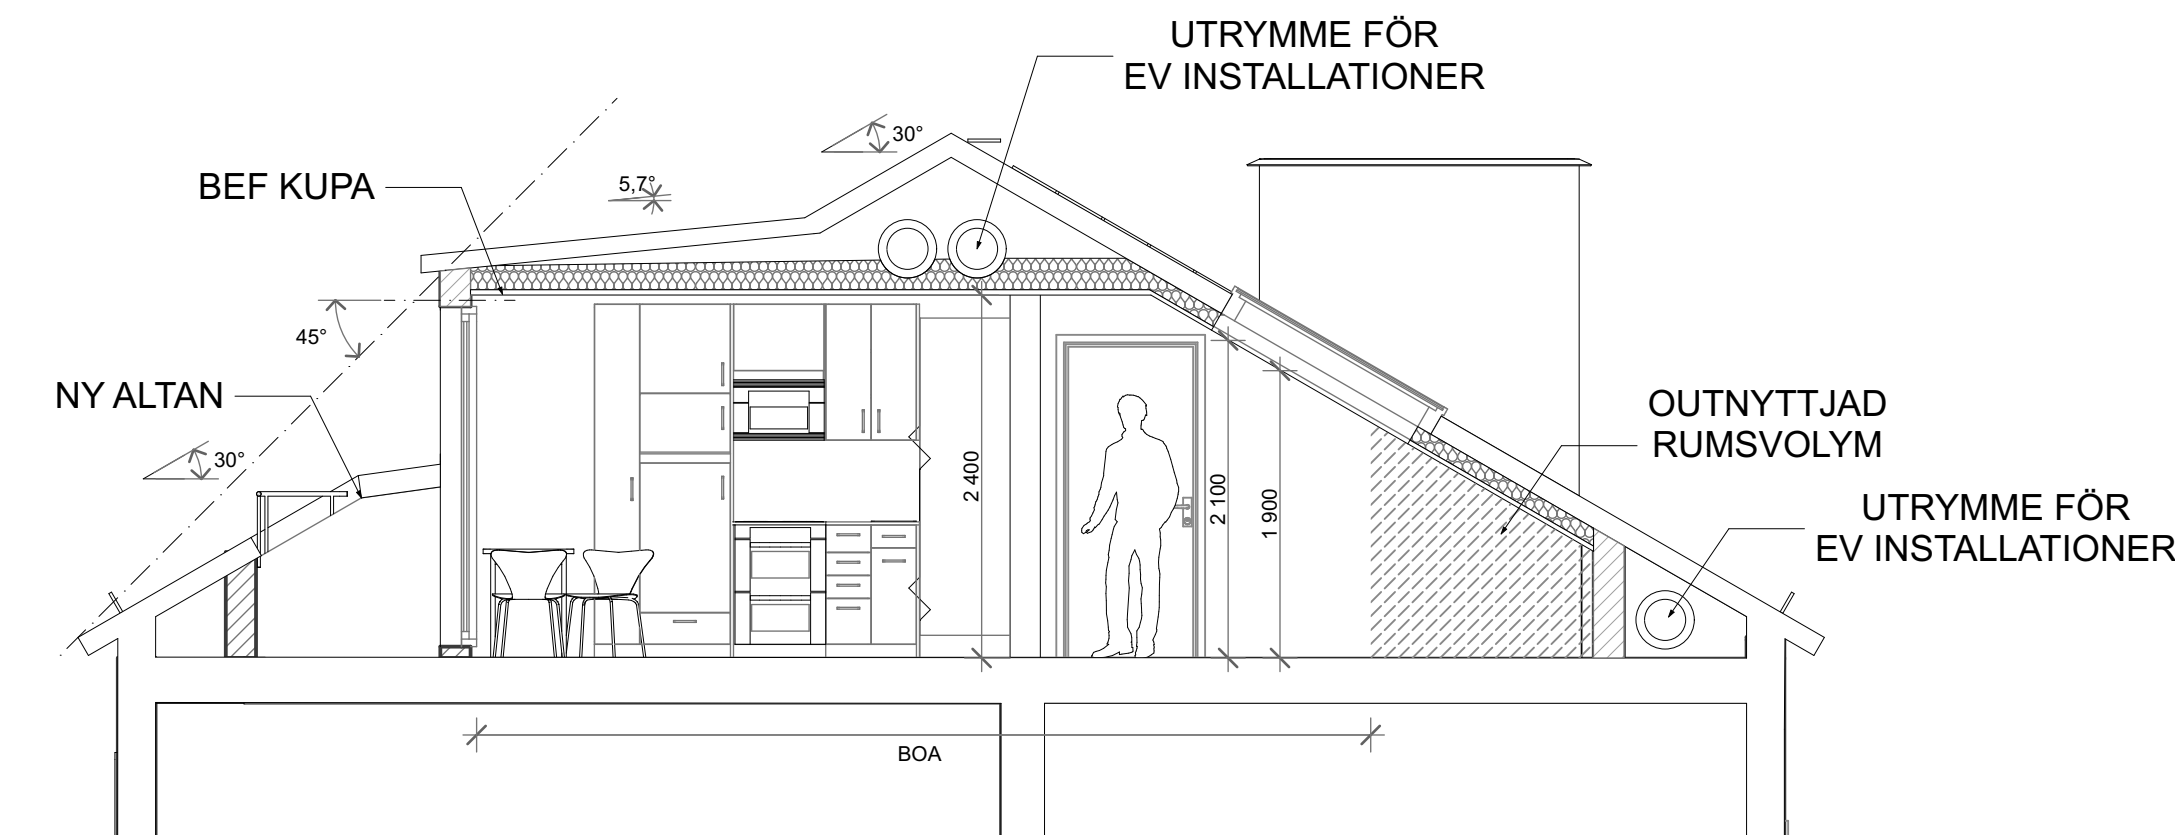 UTRYMME FÖR
EV INSTALLATIONER
30°
BEF KUPA
5,7°
45°
NY ALTAN
30°
OUTNYTTJAD
RUMSVOLYM
2 400
2 100
1 900
UTRYMME FÖR
EV INSTALLATIONER
BOA